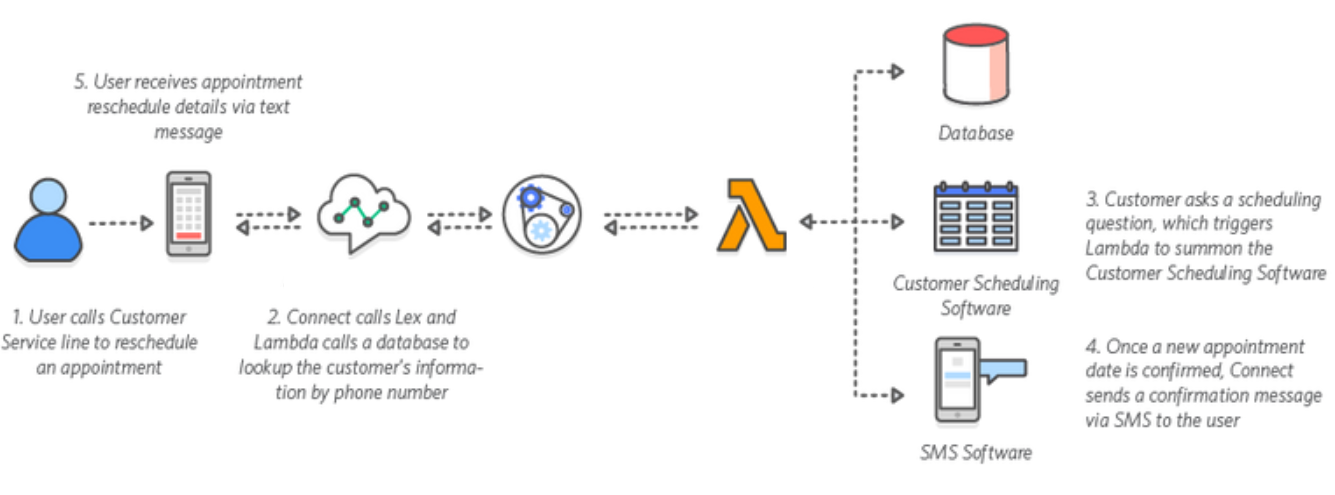 5. User receives appointment
reschedule details via text
message
1. User calls Customer
Service line to reschedule
an appointment
2. Connect calls Lex and
Lambda calls a database to
lookup the customer's informa-
tion by phone number
Database
Customer Scheduling
Software
SMS Software
3. Customer asks a scheduling
question, which triggers
Lambda to summon the
Customer Scheduling Software
4. Once a new appointment
date is confirmed, Connect
sends a confirmation message
via SMS to the user